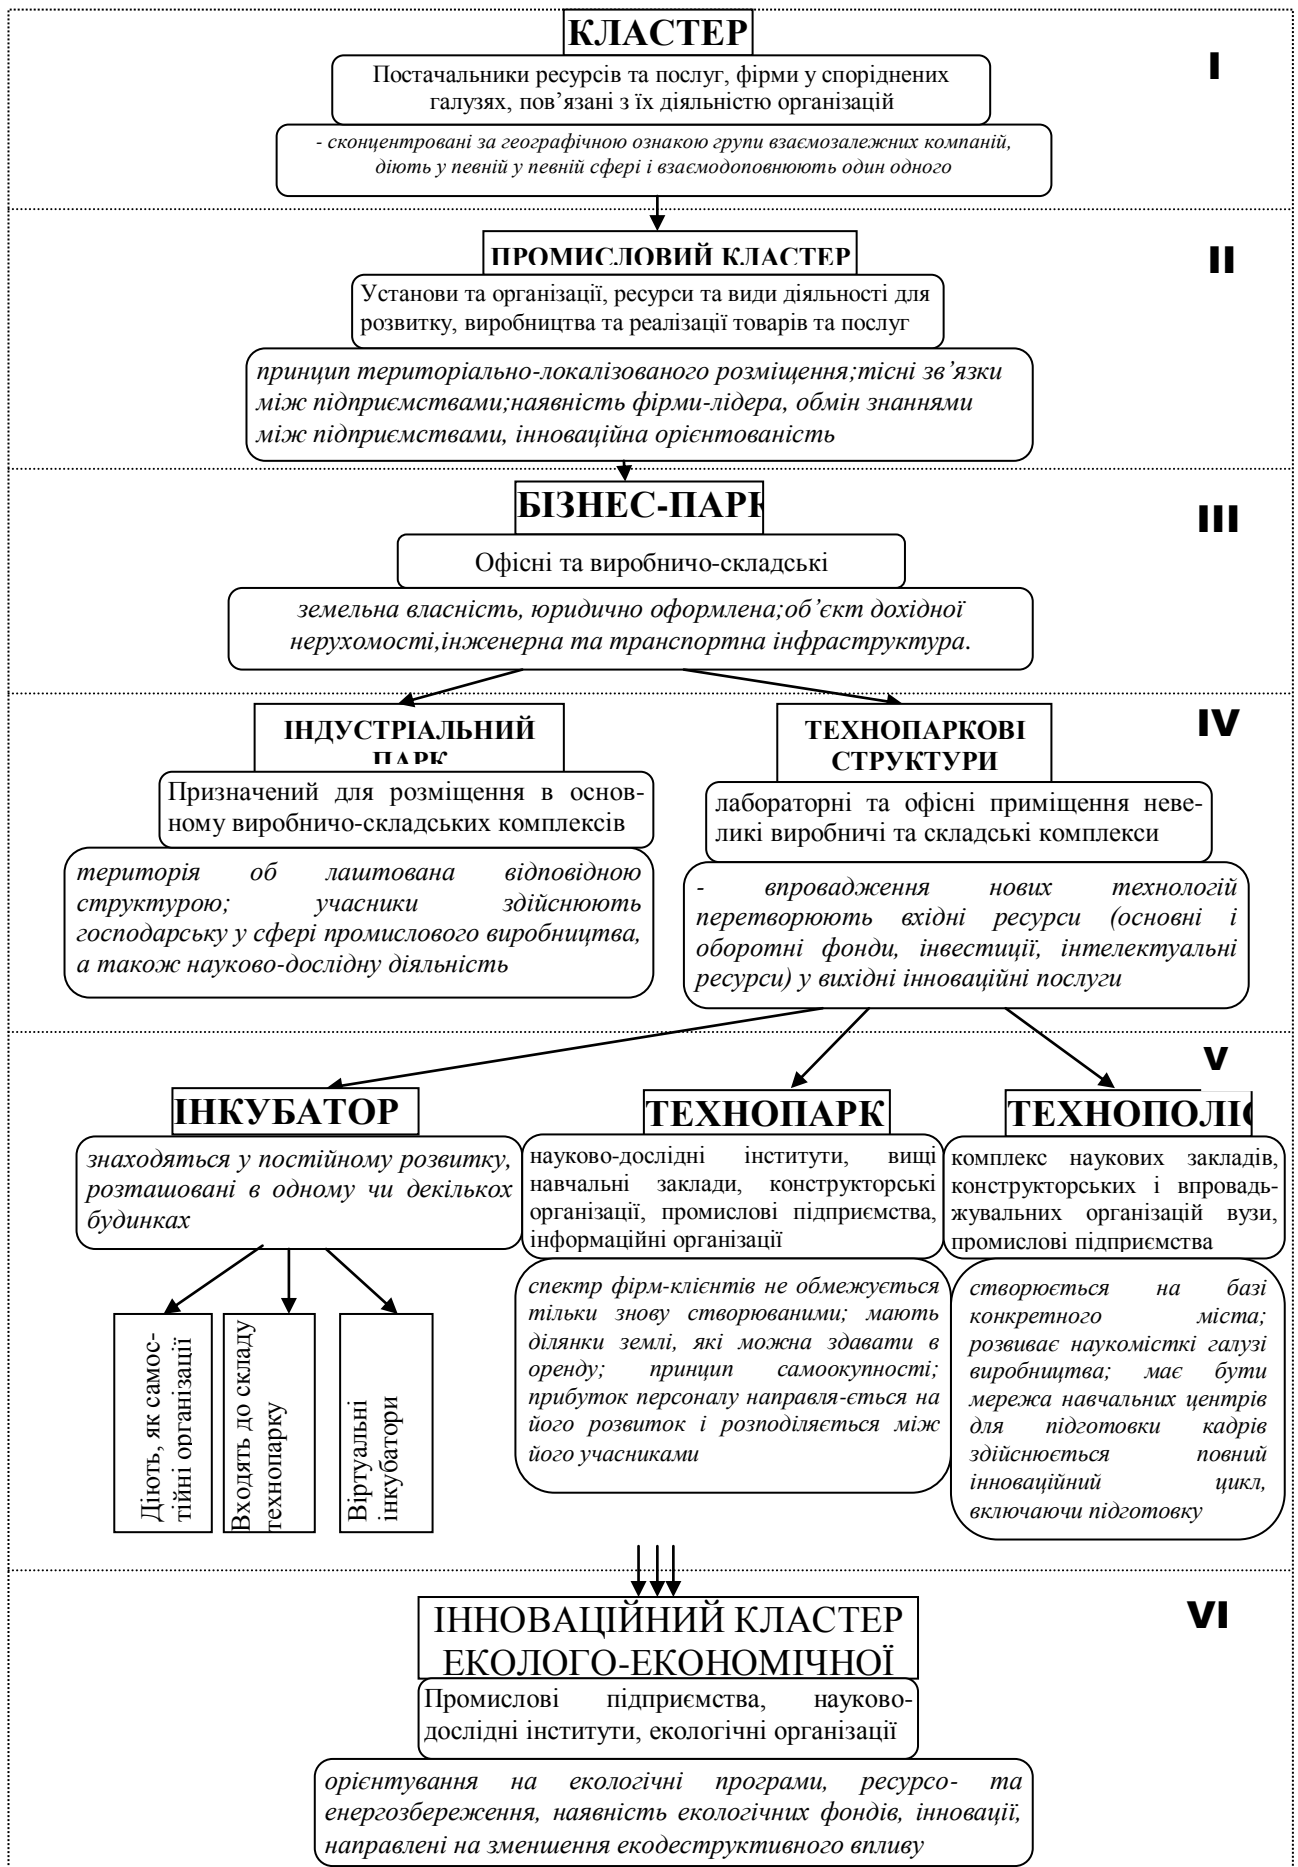 КЛАСТЕР
I
Постачальники ресурсів та послуг, фірми у споріднених
галузях, пов’язані з їх діяльністю організацій
- сконцентровані за географічною ознакою групи взаємозалежних компаній,
діють у певній у певній сфері і взаємодоповнюють один одного
ПРОМИСЛОВИЙ КЛАСТЕР
II
Установи та організації, ресурси та види діяльності для
розвитку, виробництва та реалізації товарів та послуг
принцип територіально-локалізованого розміщення;тісні зв’язки
між підприємствами;наявність фірми-лідера, обмін знаннями
між підприємствами, інноваційна орієнтованість
БІЗНЕС-ПАРК
III
Офісні та виробничо-складські
земельна власність, юридично оформлена;об’єкт дохідної
нерухомості,інженерна та транспортна інфраструктура.
IV
ІНДУСТРІАЛЬНИЙ
ПАРК
Призначений для розміщення в основ-
ному виробничо-складських комплексів
територія об лаштована відповідною
структурою; учасники здійснюють
господарську у сфері промислового виробництва,
а також науково-дослідну діяльність
ТЕХНОПАРКОВІ
СТРУКТУРИ
лабораторні та офісні приміщення неве-
ликі виробничі та складські комплекси
- впровадження нових технологій
перетворюють вхідні ресурси (основні і
оборотні фонди, інвестиції, інтелектуальні
ресурси) у вихідні інноваційні послуги
V
ІНКУБАТОР
знаходяться у постійному розвитку,
розташовані в одному чи декількох
будинках
Діють, як самос-
тійні організації
Входять до складу
технопарку
Віртуальні
інкубатори
ТЕХНОПАРК
науково-дослідні інститути, вищі
навчальні заклади, конструкторські
організації, промислові підприємства,
інформаційні організації
спектр фірм-клієнтів не обмежується
тільки знову створюваними; мають
ділянки землі, які можна здавати в
оренду; принцип самоокупності;
прибуток персоналу направля-ється на
його розвиток і розподіляється між
його учасниками
ТЕХНОПОЛІС
комплекс наукових закладів,
конструкторських і впровадь-
жувальних організацій вузи,
промислові підприємства
створюється на базі
конкретного міста;
розвиває наукомісткі галузі
виробництва; має бути
мережа навчальних центрів
для підготовки кадрів
здійснюється повний
інноваційний цикл,
включаючи підготовку
VI
ІННОВАЦІЙНИЙ КЛАСТЕР
ЕКОЛОГО-ЕКОНОМІЧНОЇ
Промислові підприємства, науково-
дослідні інститути, екологічні організації
орієнтування на екологічні програми, ресурсо- та
енергозбереження, наявність екологічних фондів, інновації,
направлені на зменшення екодеструктивного впливу